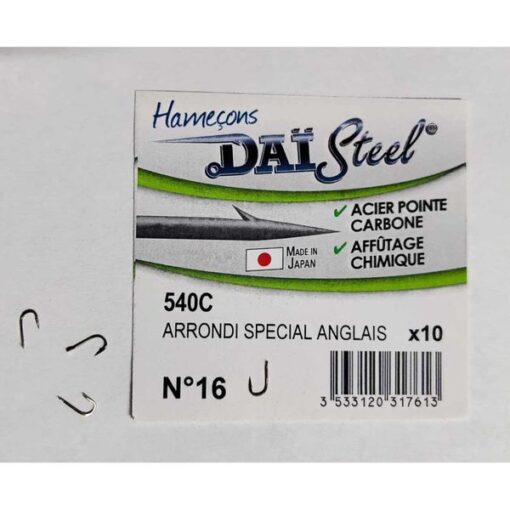 Hameçons
DAÏ Steel®
✓ ACIER POINTE
CARBONE
✓ AFFÛTAGE
CHIMIQUE
MADE IN
JAPAN
540C
ARRONDI SPECIAL ANGLAIS x10
N°16
3 533120 317613